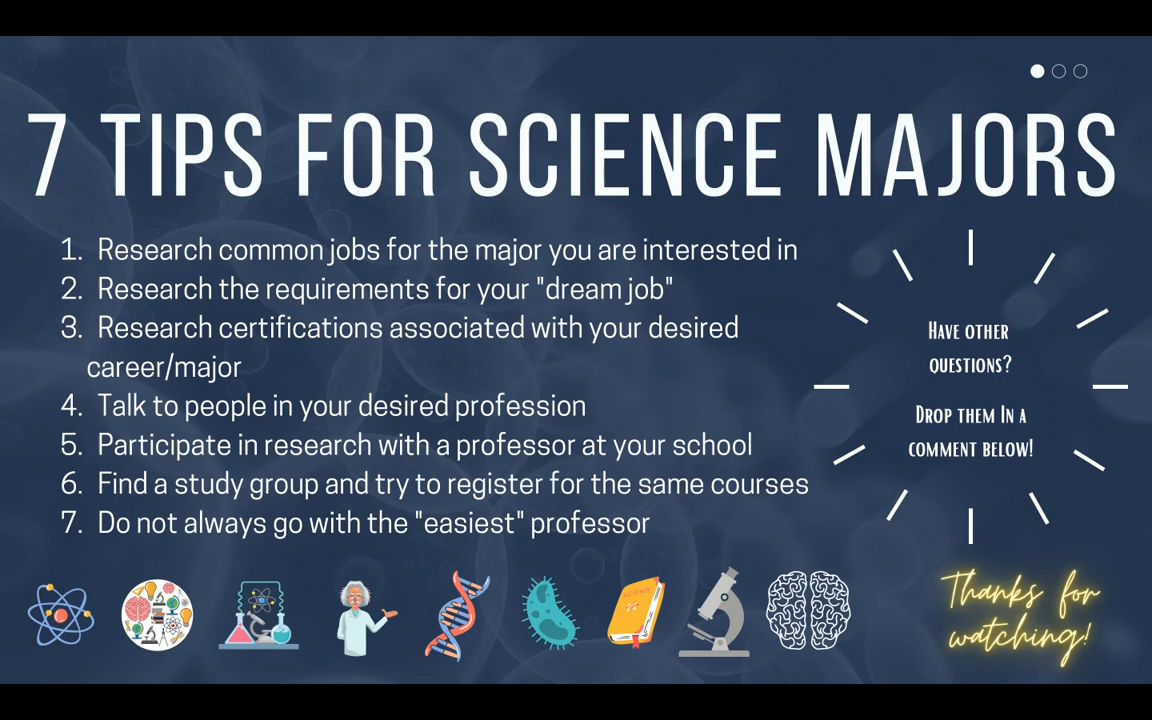 7 TIPS FOR SCIENCE MAJORS
1. Research common jobs for the major you are interested in
2. Research the requirements for your "dream job"
3. Research certifications associated with your desired
career/major
4. Talk to people in your desired profession
5. Participate in research with a professor at your school
6. Find a study group and try to register for the same courses
7. Do not always go with the "easiest" professor
Have other
questions?
Drop them In a
comment below!
SCIENCE
Thanks for
watching!